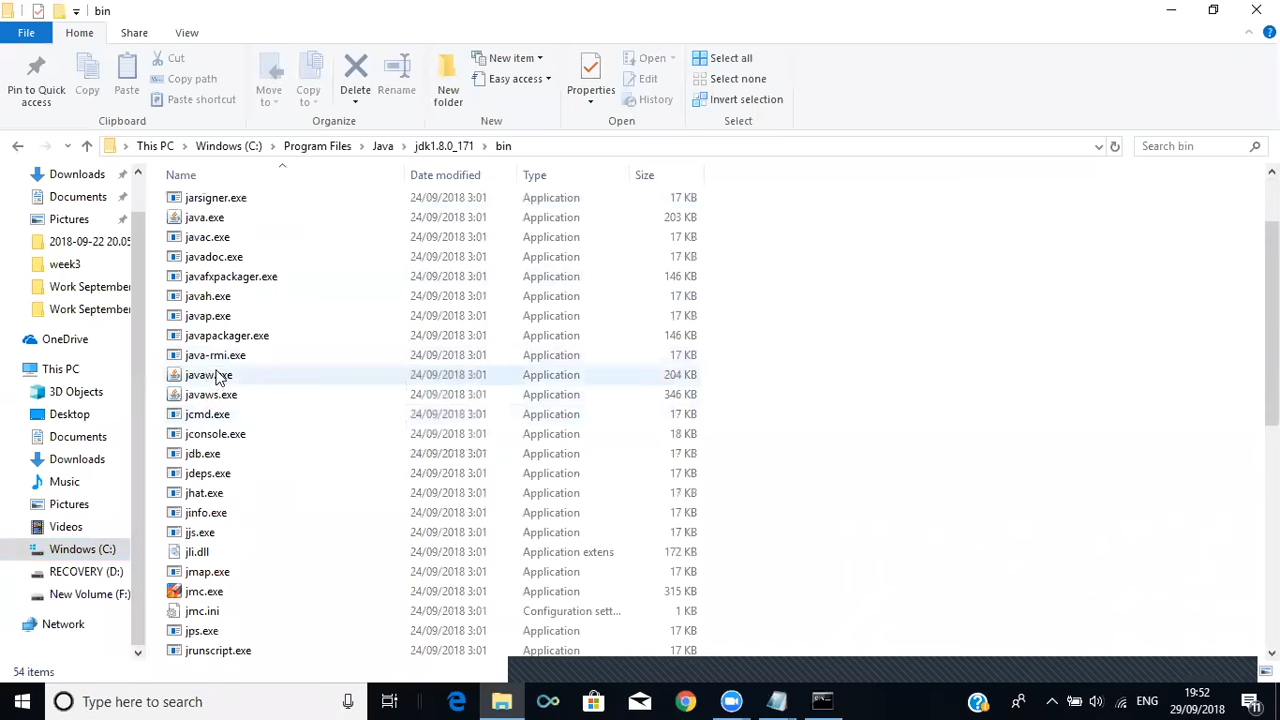 bin
File Home Share View
Pin to Quick access
Copy
Paste
Cut
Copy path
Paste shortcut
Clipboard
Move to
Copy to
Delete
Rename
Organize
New folder
New item
Easy access
New
Properties
Open
Edit
History
Open
Select all
Select none
Invert selection
Select
This PC > Windows (C:) > Program Files > Java > jdk1.8.0_171 > bin
Search bin
Downloads
Documents
Pictures
2018-09-22 20.05
week3
Work September
Work September
OneDrive
This PC
3D Objects
Desktop
Documents
Downloads
Music
Pictures
Videos
Windows (C:)
RECOVERY (D:)
New Volume (F:)
Network
Name Date modified Type Size
jarsigner.exe 24/09/2018 3:01 Application 17 KB
java.exe 24/09/2018 3:01 Application 203 KB
javac.exe 24/09/2018 3:01 Application 17 KB
javadoc.exe 24/09/2018 3:01 Application 17 KB
javafxpackager.exe 24/09/2018 3:01 Application 146 KB
javah.exe 24/09/2018 3:01 Application 17 KB
javap.exe 24/09/2018 3:01 Application 17 KB
javapackager.exe 24/09/2018 3:01 Application 146 KB
java-rmi.exe 24/09/2018 3:01 Application 17 KB
javaw.exe 24/09/2018 3:01 Application 204 KB
javaws.exe 24/09/2018 3:01 Application 346 KB
jcmd.exe 24/09/2018 3:01 Application 17 KB
jconsole.exe 24/09/2018 3:01 Application 18 KB
jdb.exe 24/09/2018 3:01 Application 17 KB
jdeps.exe 24/09/2018 3:01 Application 17 KB
jhat.exe 24/09/2018 3:01 Application 17 KB
jinfo.exe 24/09/2018 3:01 Application 17 KB
jjs.exe 24/09/2018 3:01 Application 17 KB
jli.dll 24/09/2018 3:01 Application extens 172 KB
jmap.exe 24/09/2018 3:01 Application 17 KB
jmc.exe 24/09/2018 3:01 Application 315 KB
jmc.ini 24/09/2018 3:01 Configuration sett... 1 KB
jps.exe 24/09/2018 3:01 Application 17 KB
jrunscript.exe 24/09/2018 3:01 Application 17 KB
54 items
Type here to search
ENG
19:52
29/09/2018
11